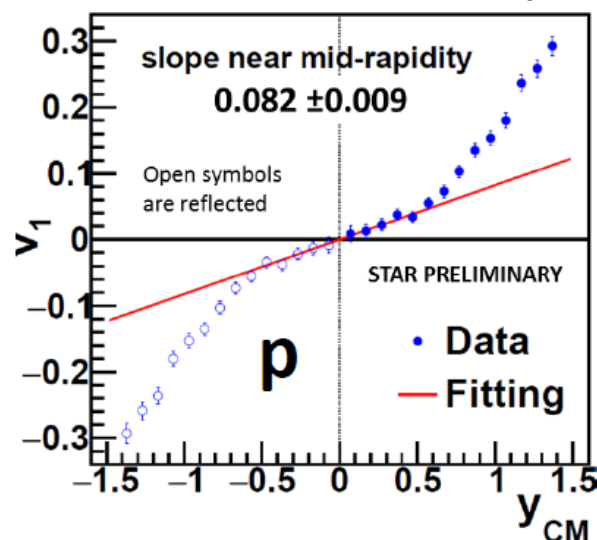 slope near mid-rapidity
0.082 ±0.009
Open symbols
are reflected
STAR PRELIMINARY
p
Data
Fitting
v1
0.3
0.2
0.1
0
−0.1
−0.2
−0.3
−1.5 −1 −0.5 0 0.5 1 1.5
yCM